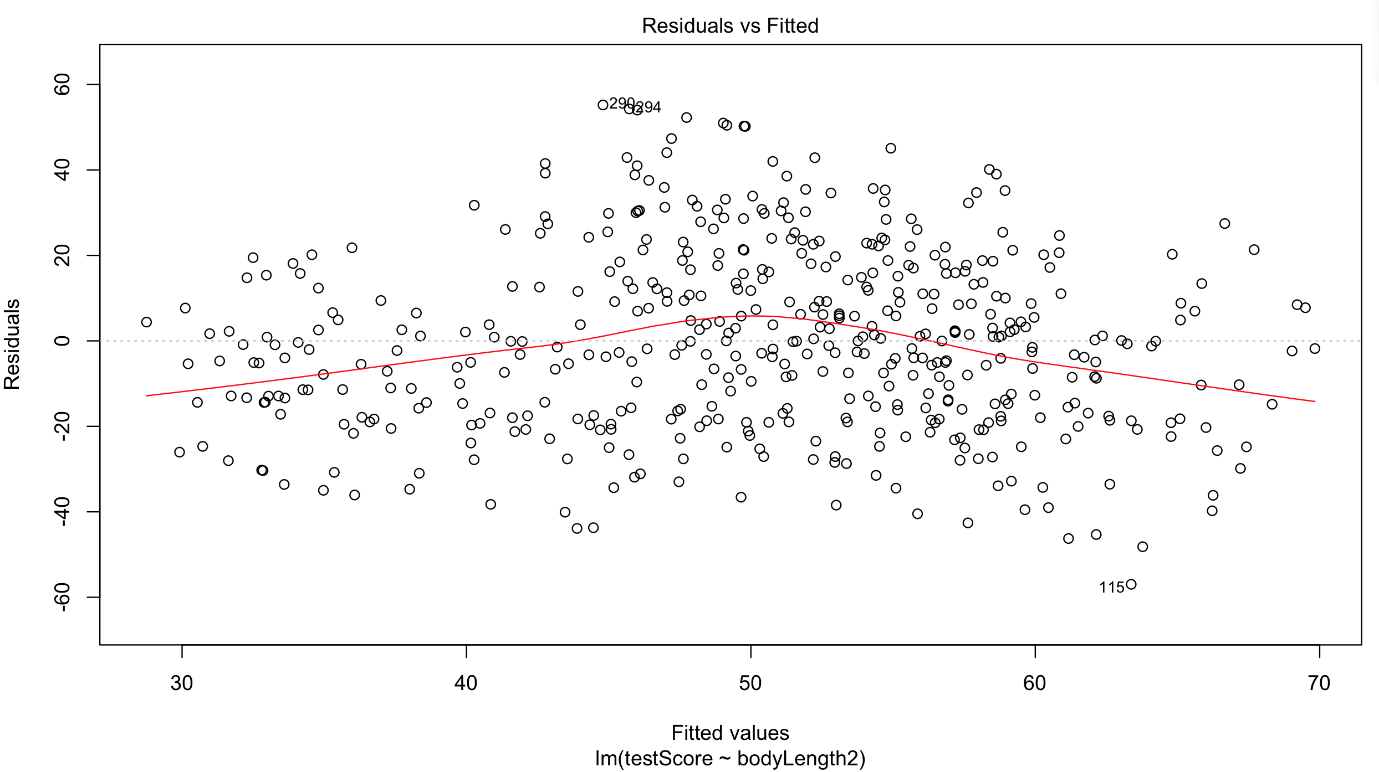 Residuals vs Fitted
60
40
20
0
-20
-40
-60
Residuals
290
294
115
30 40 50 60 70
Fitted values
lm(testScore ~ bodyLength2)